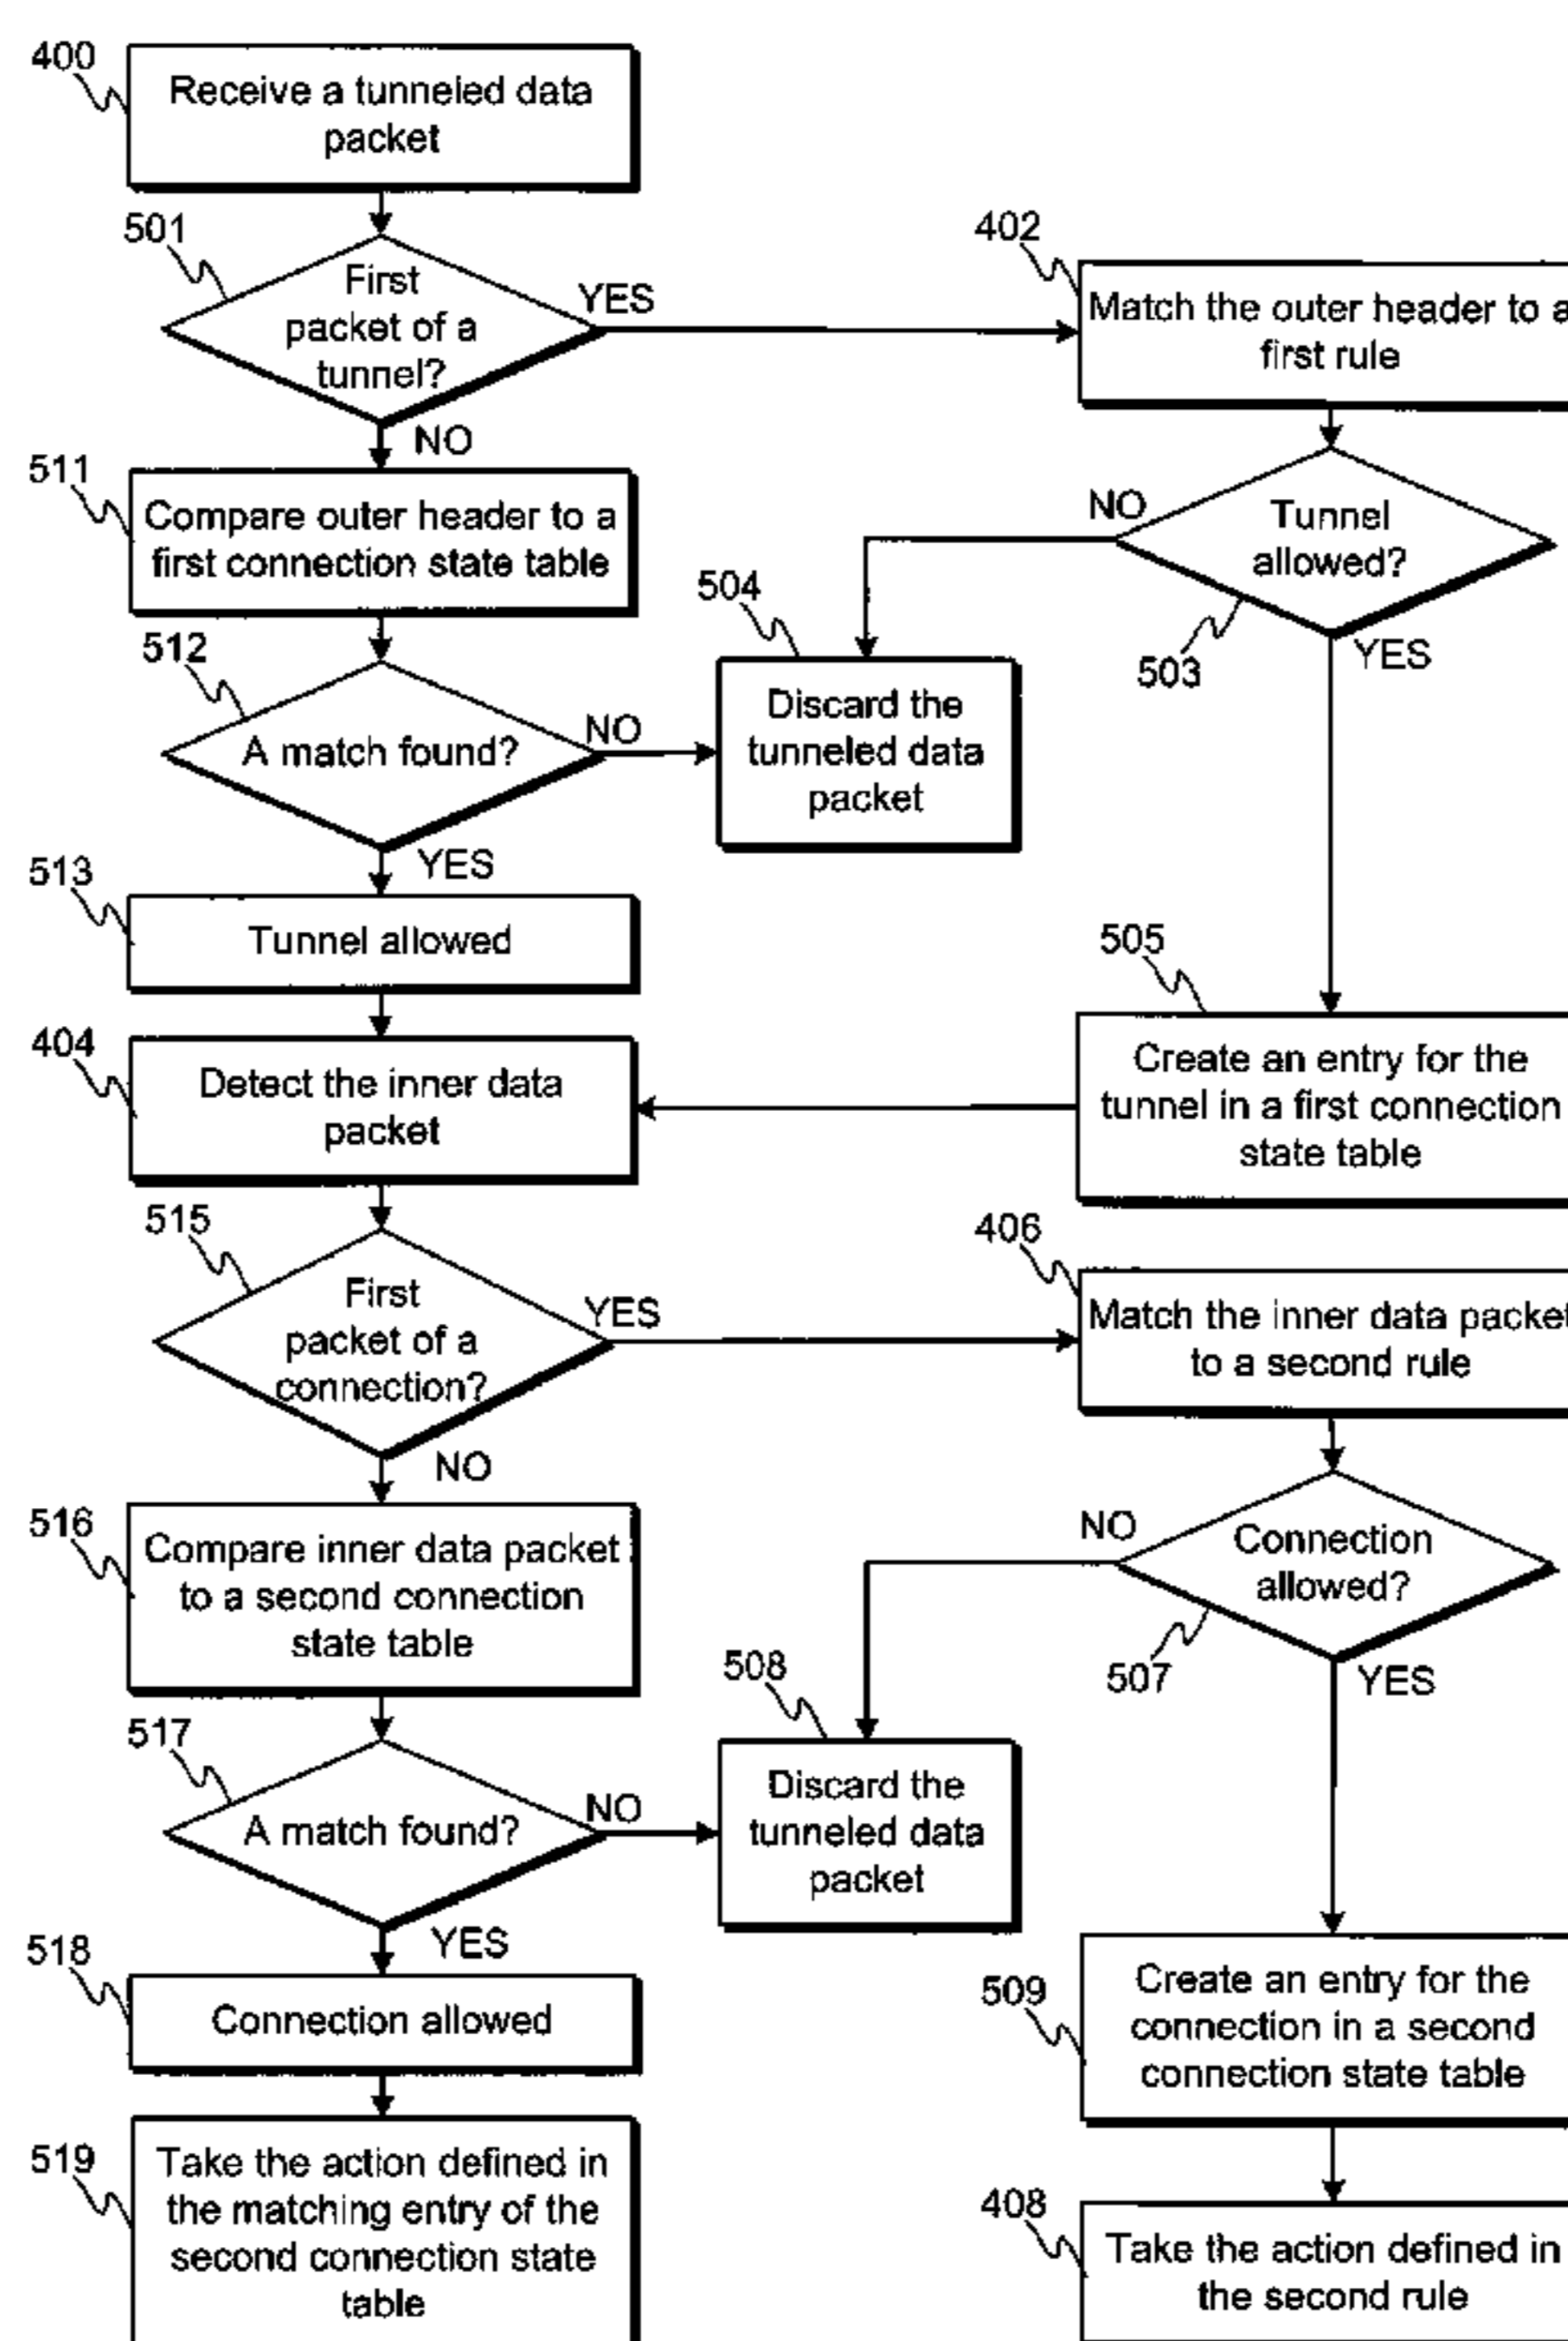 400
Receive a tunneled data
packet
501
First
packet of a
tunnel?
YES
NO
402
Match the outer header to a
first rule
511
Compare outer header to a
first connection state table
NO
Tunnel
allowed?
503
YES
504
Discard the
tunneled data
packet
512
A match found?
NO
YES
513
Tunnel allowed
505
Create an entry for the
tunnel in a first connection
state table
404
Detect the inner data
packet
515
First
packet of a
connection?
YES
NO
406
Match the inner data packet
to a second rule
516
Compare inner data packet
to a second connection
state table
NO
Connection
allowed?
507
YES
508
Discard the
tunneled data
packet
517
A match found?
NO
YES
518
Connection allowed
509
Create an entry for the
connection in a second
connection state table
519
Take the action defined in
the matching entry of the
second connection state
table
408
Take the action defined in
the second rule